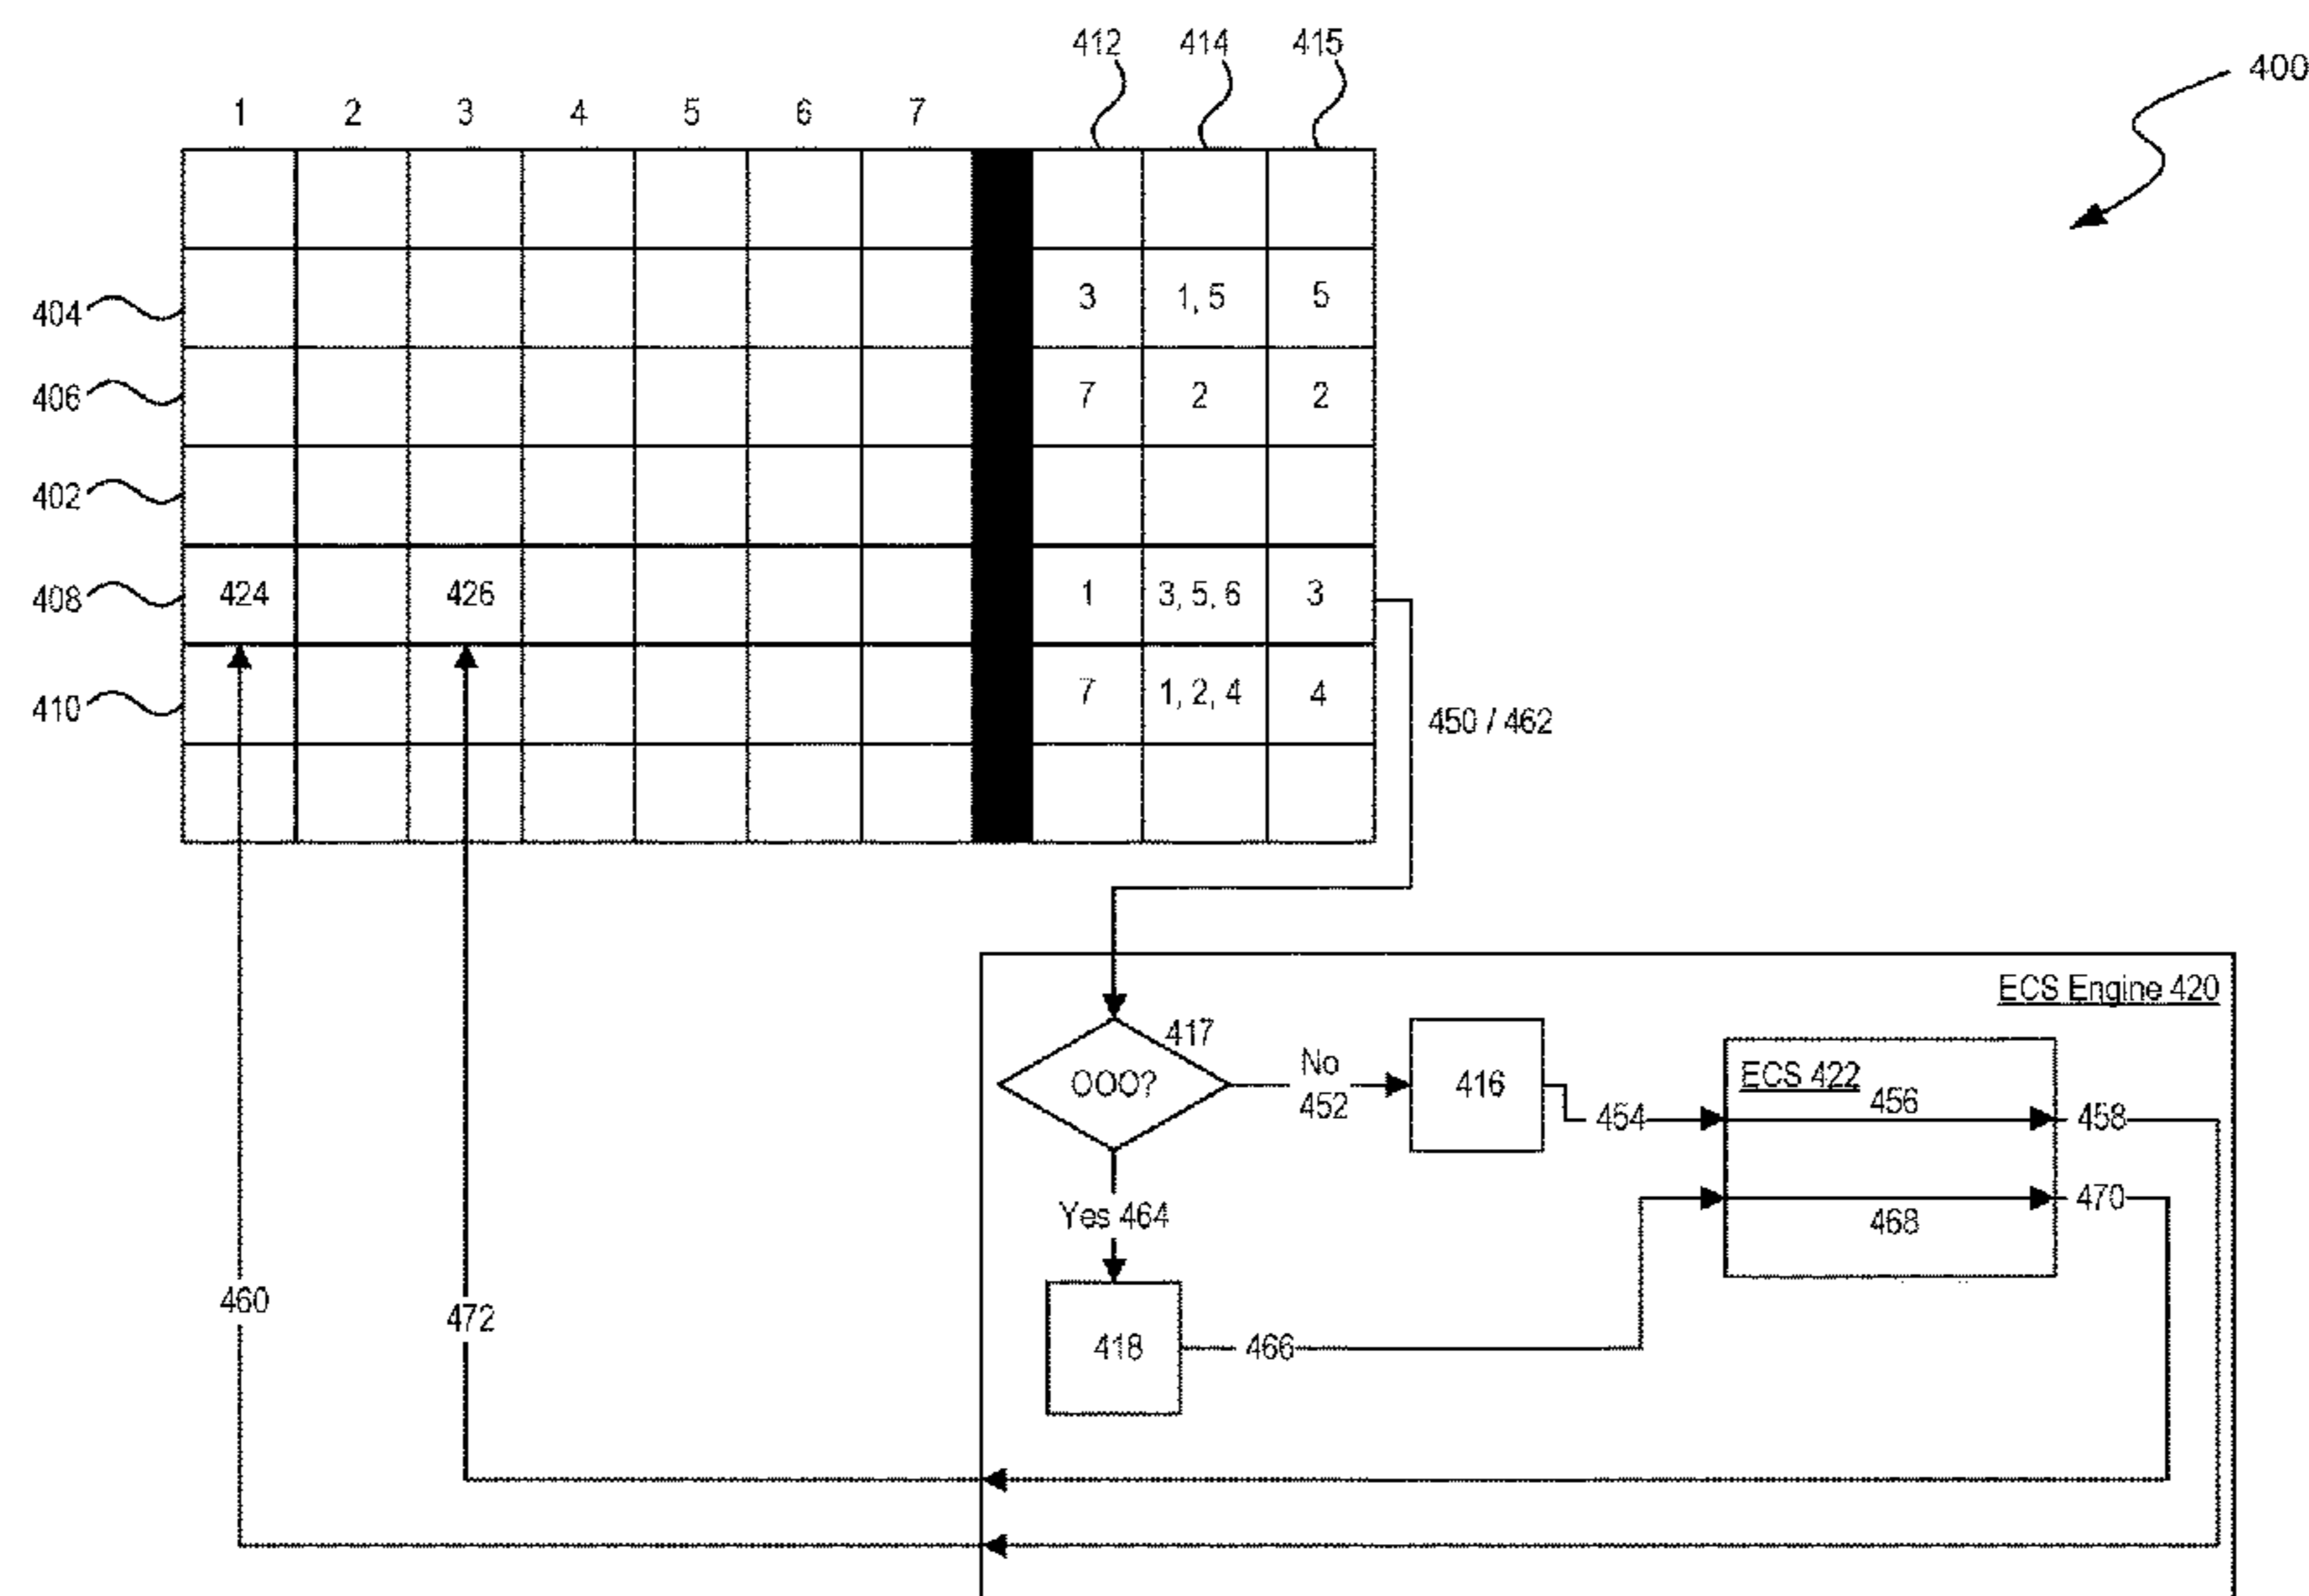 412 414 415
400
1 2 3 4 5 6 7
404 3 1, 5 5
406 7 2 2
402
408 424 426 1 3, 5, 6 3
410 7 1, 2, 4 4
450 / 462
ECS Engine 420
417
OOO?
No
452
416
454
ECS 422
456
458
468
470
Yes 464
418
466
460
472